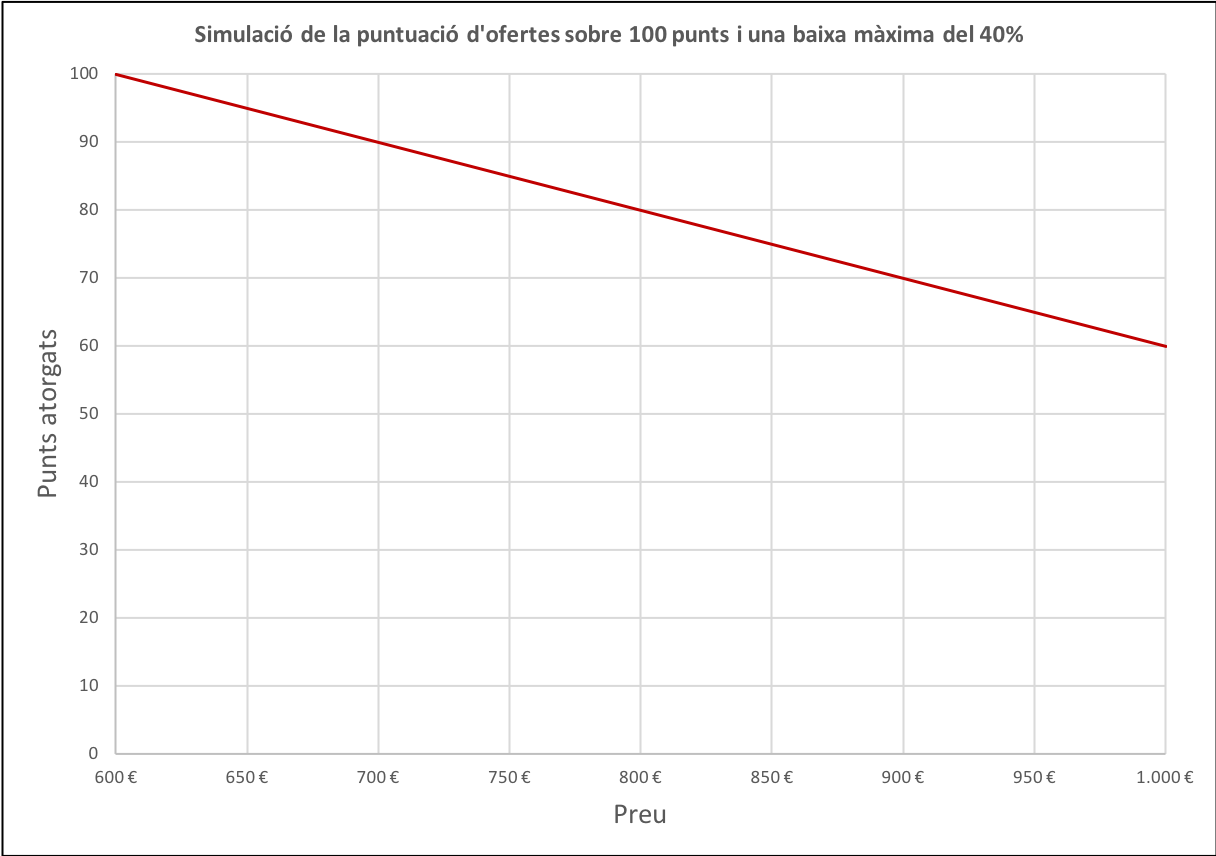 Simulació de la puntuació d'ofertes sobre 100 punts i una baixa màxima del 40%
100
90
80
70
60
50
40
30
20
10
0
Punts atorgats
600 € 650 € 700 € 750 € 800 € 850 € 900 € 950 € 1.000 €
Preu